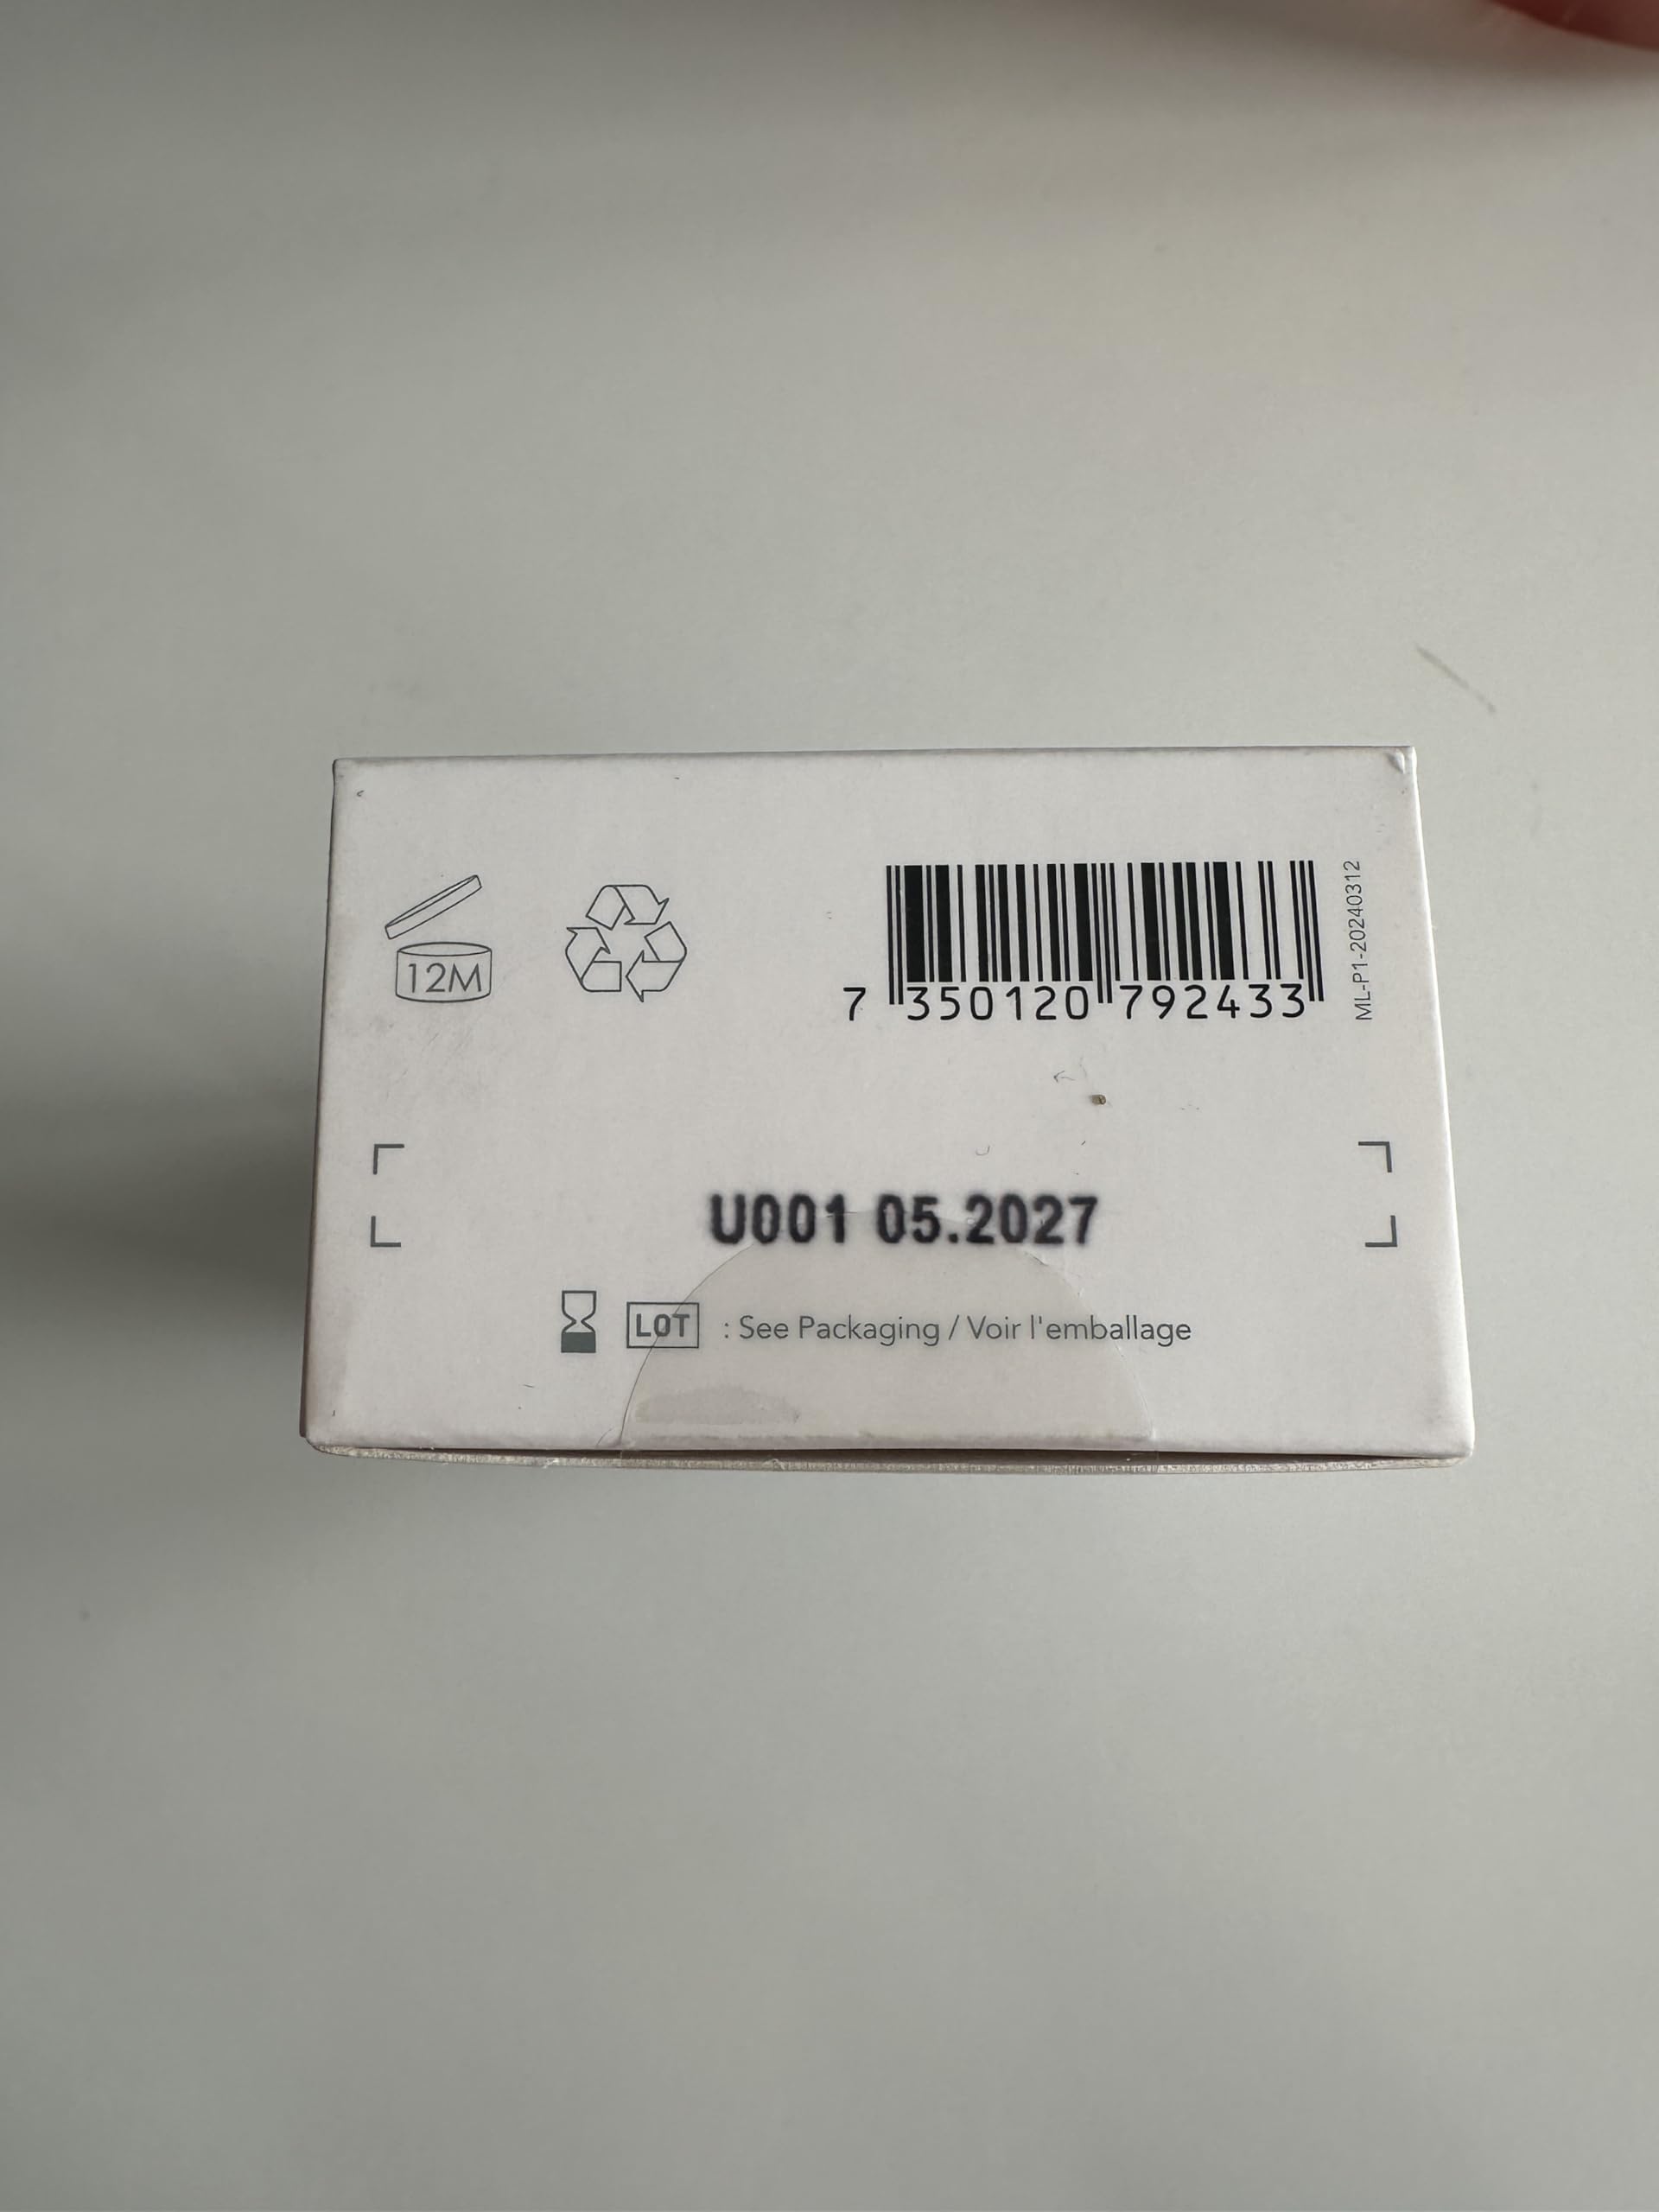 12M
7 350120 792433
ML-P1-20240312
U001 05.2027
LOT : See Packaging / Voir l'emballage